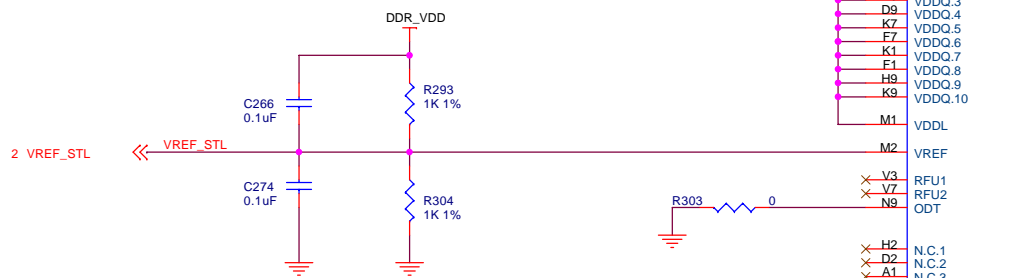 DDR_VDD
VDDQ.3
D9 VDDQ.4
K7 VDDQ.5
F7 VDDQ.6
K1 VDDQ.7
F1 VDDQ.8
H9 VDDQ.9
K9 VDDQ.10
R293
1K 1%
C266
0.1uF
M1 VDDL
2 VREF_STL
VREF_STL
M2 VREF
V3 RFU1
V7 RFU2
C274
0.1uF
R304
1K 1%
R303 0
N9 ODT
H2 N.C.1
D2 N.C.2
A1 N.C.3